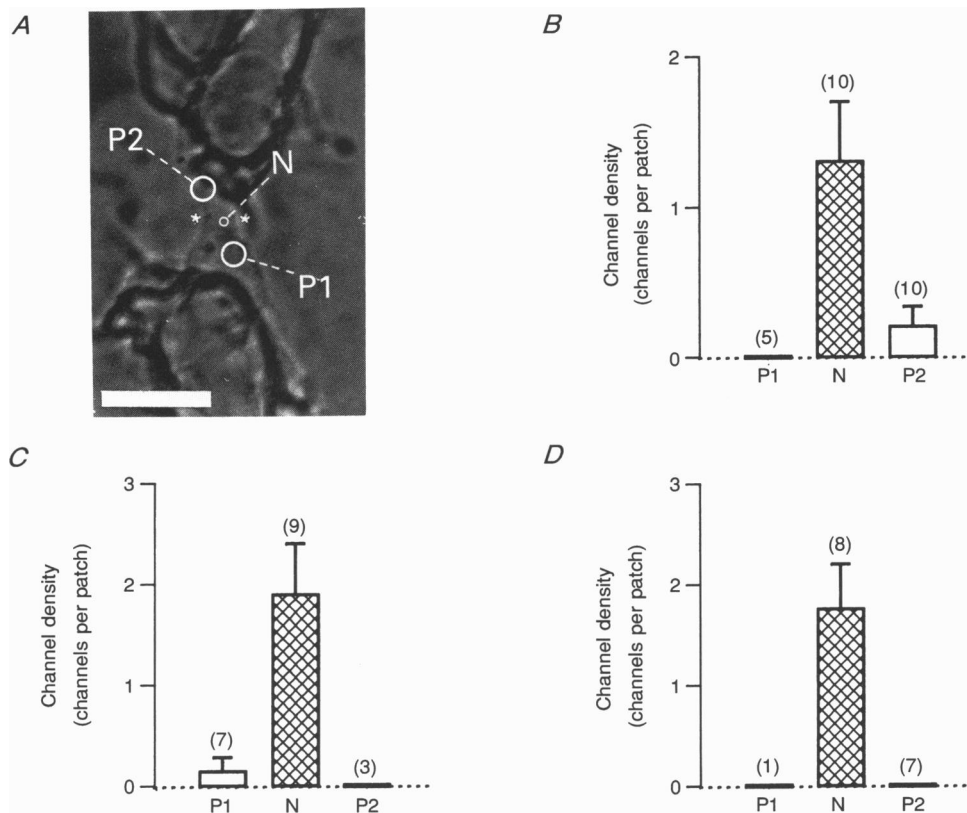 A
P2
N
*
*
P1
B
Channel density
(channels per patch)
2
1
0
(5)
(10)
(10)
P1 N P2
C
Channel density
(channels per patch)
3
2
1
0
(7)
(9)
(3)
P1 N P2
D
Channel density
(channels per patch)
3
2
1
0
(1)
(8)
(7)
P1 N P2